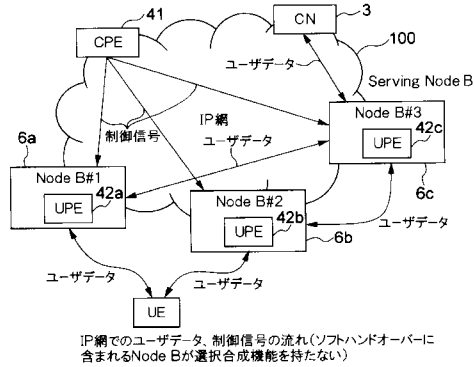 41
CPE
CN
3
100
ユーザデータ
Serving Node B
制御信号
IP網
ユーザデータ
6a
Node B#1
UPE
42a
Node B#2
UPE
42b
6b
Node B#3
UPE
42c
6c
ユーザデータ
ユーザデータ
ユーザデータ
UE
IP網でのユーザデータ、制御信号の流れ(ソフトハンドオーバーに
含まれるNode Bが選択合成機能を持たない)